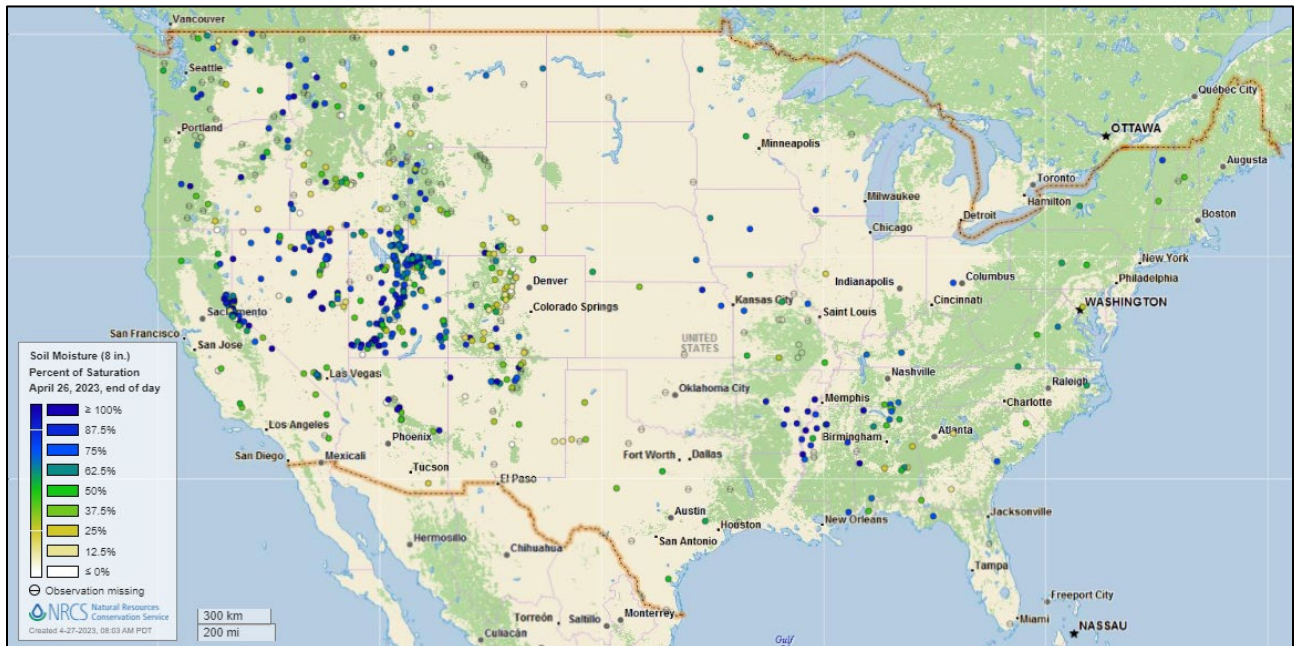 Vancouver
Seattle
Portland
Québec City
OTTAWA
Augusta
Minneapolis
Toronto
Hamilton
Milwaukee
Detroit
Boston
Chicago
New York
Philadelphia
Denver
Indianapolis
Columbus
WASHINGTON
Cincinnati
Kansas City
Colorado Springs
Sacramento
Saint Louis
San Francisco
San Jose
UNITED
STATES
Las Vegas
Nashville
Raleigh
Oklahoma City
Memphis
Charlotte
Los Angeles
Phoenix
Birmingham
Atlanta
San Diego
Mexicali
Fort Worth
Dallas
Tucson
El Paso
Austin
Jacksonville
Houston
New Orleans
San Antonio
Hermosillo
Chihuahua
Tampa
Freeport City
Monterrey
Torreón
Saltillo
Miami
NASSAU
Culiacán
Gulf
Soil Moisture (8 in.)
Percent of Saturation
April 26, 2023, end of day
≥ 100%
87.5%
75%
62.5%
50%
37.5%
25%
12.5%
≤ 0%
Observation missing
NRCS Natural Resources
Conservation Service
Created 4-27-2023, 08:03 AM PDT
300 km
200 mi